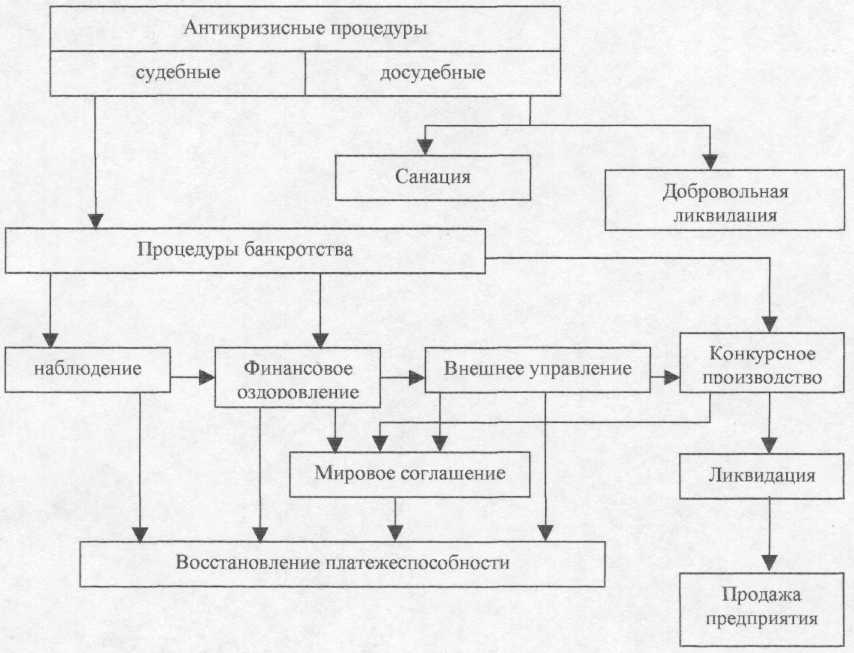 Антикризисные процедуры
судебные
досудебные
Санация
Добровольная
ликвидация
Процедуры банкротства
наблюдение
Финансовое
оздоровление
Внешнее управление
Конкурсное
производство
Мировое соглашение
Ликвидация
Восстановление платежеспособности
Продажа
предприятия